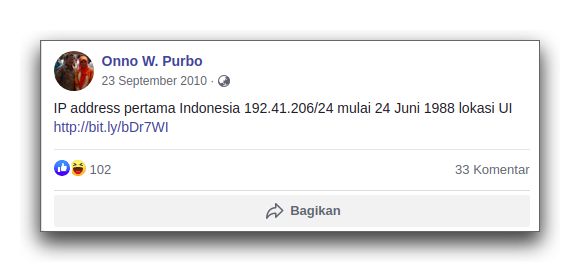 Onno W. Purbo
23 September 2010 ·
IP address pertama Indonesia 192.41.206/24 mulai 24 Juni 1988 lokasi UI
http://bit.ly/bDr7WI
102
33 Komentar
Bagikan